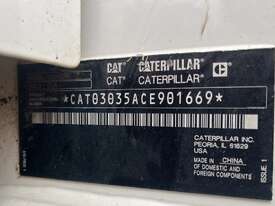 CAT CATERPILLAR C
CAT CATERPILLAR
*CAT03035ACE901669*
CATERPILLAR INC.
PEORIA, IL 61629
USA
MADE IN CHINA
OF DOMESTIC AND
FOREIGN CONTENT
ISSUE 1